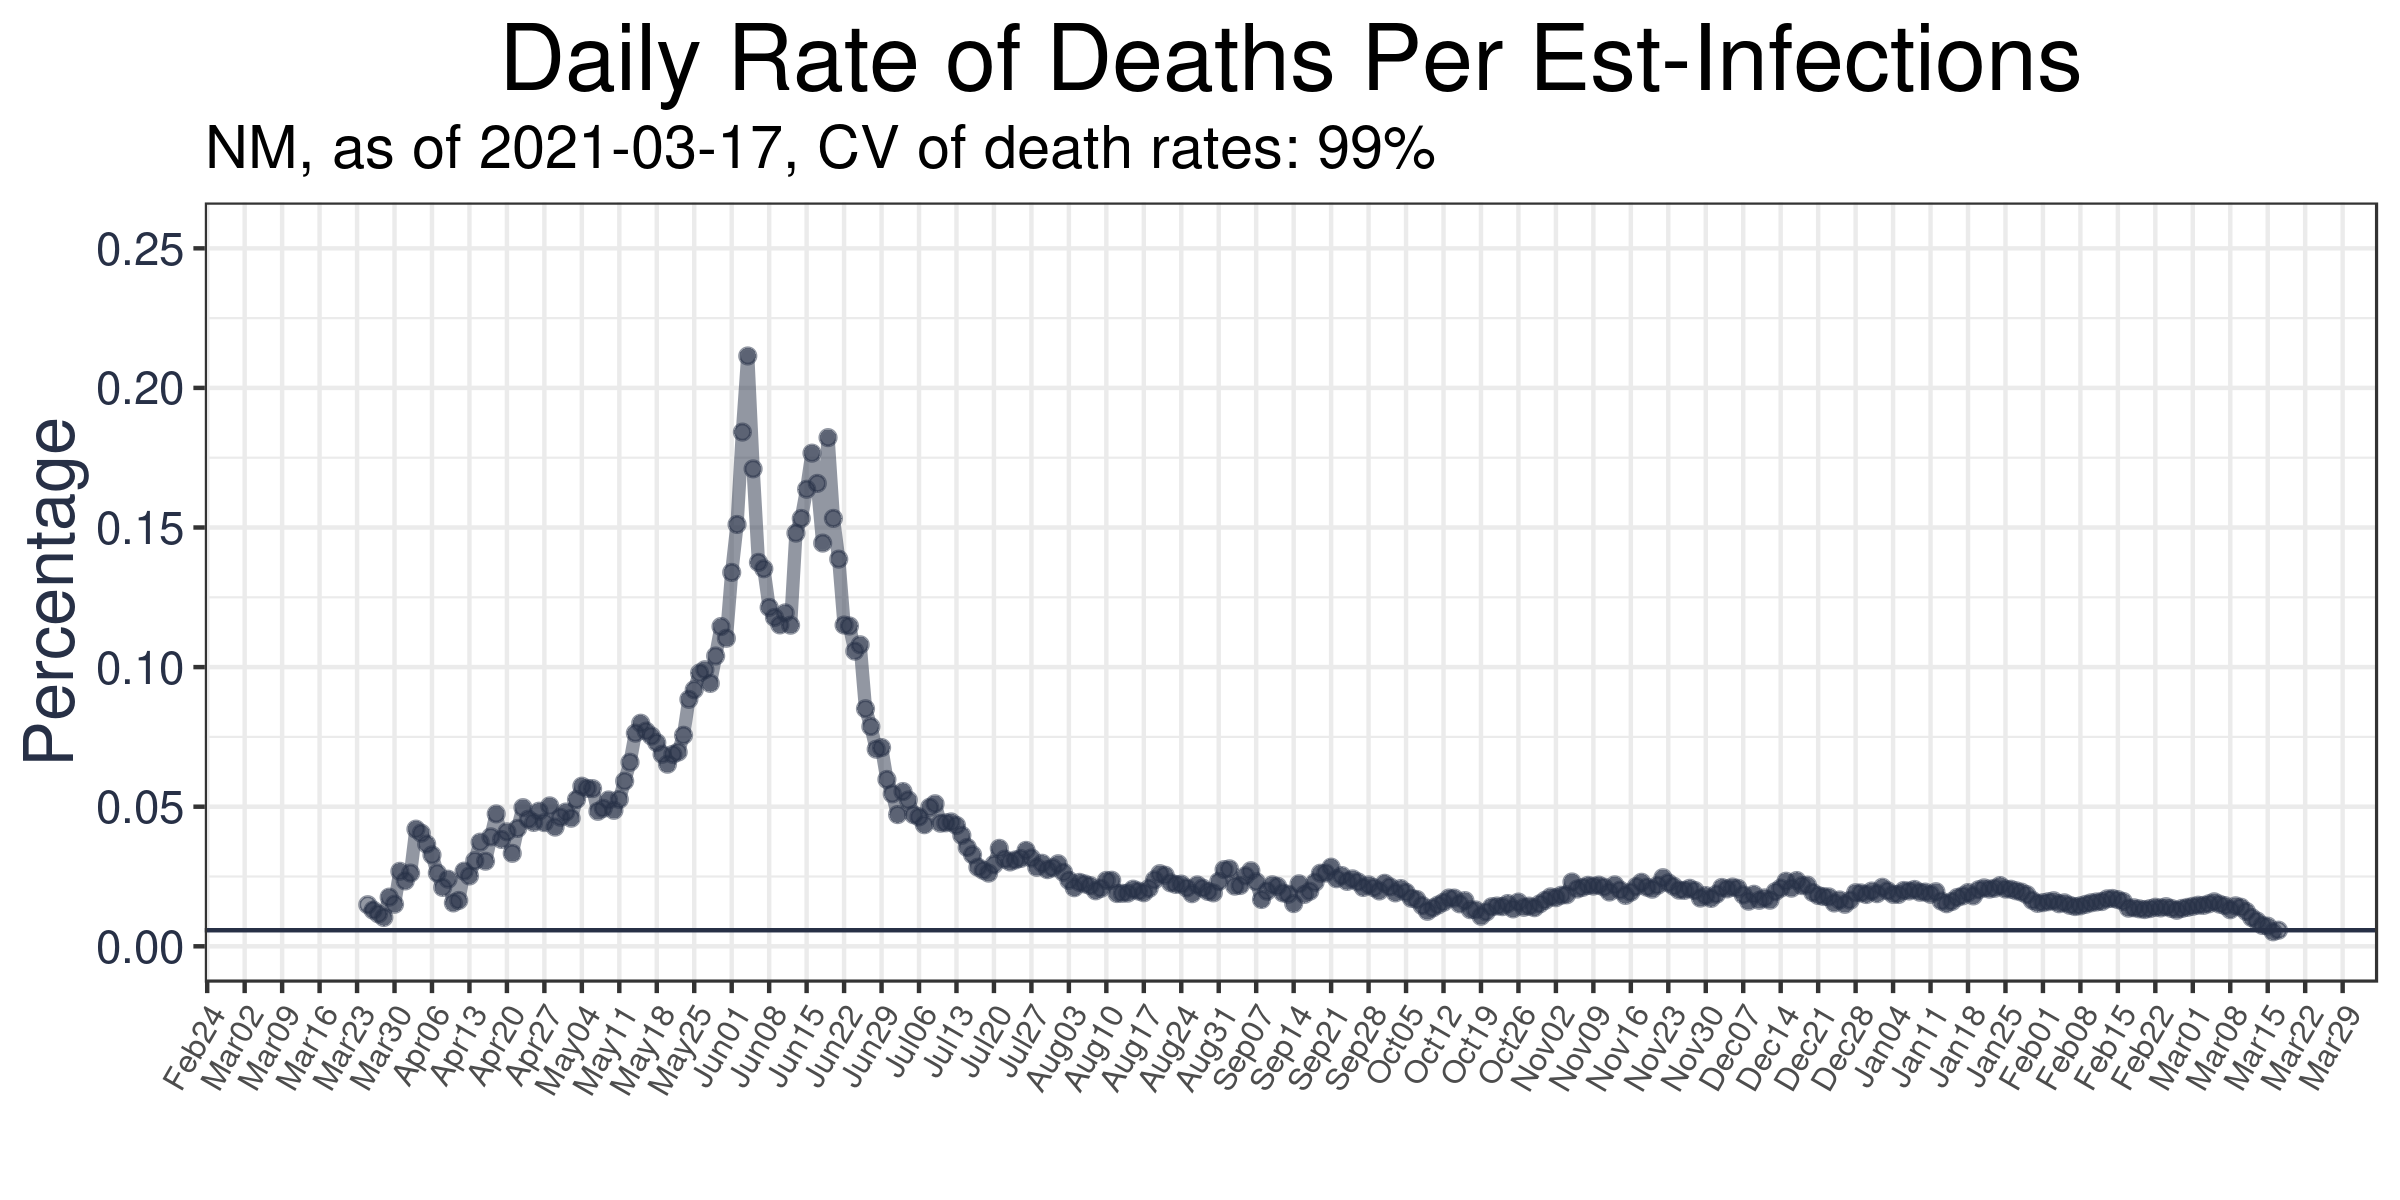 Daily Rate of Deaths Per Est-Infections
NM, as of 2021-03-17, CV of death rates: 99%
Percentage
0.25
0.20
0.15
0.10
0.05
0.00
Feb24
Mar02
Mar09
Mar16
Mar23
Mar30
Apr06
Apr13
Apr20
Apr27
May04
May11
May18
May25
Jun01
Jun08
Jun15
Jun22
Jun29
Jul06
Jul13
Jul20
Jul27
Aug03
Aug10
Aug17
Aug24
Aug31
Sep07
Sep14
Sep21
Sep28
Oct05
Oct12
Oct19
Oct26
Nov02
Nov09
Nov16
Nov23
Nov30
Dec07
Dec14
Dec21
Dec28
Jan04
Jan11
Jan18
Jan25
Feb01
Feb08
Feb15
Feb22
Mar01
Mar08
Mar15
Mar22
Mar29